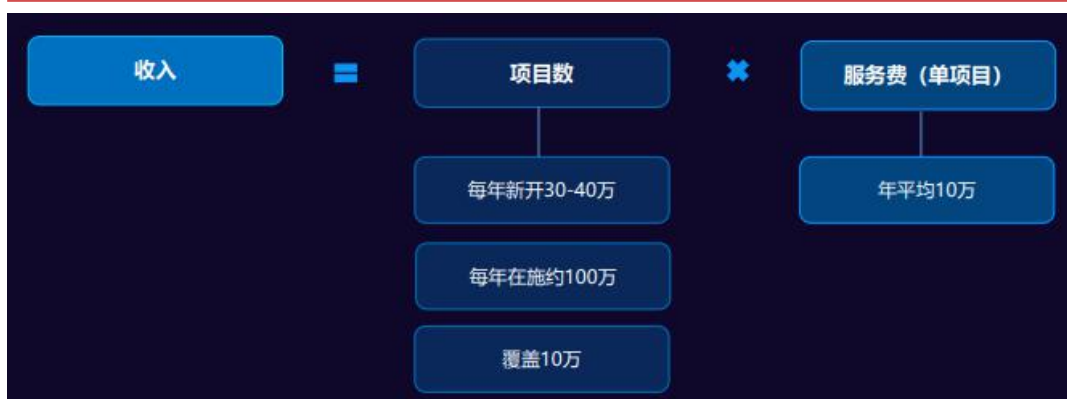 收入
=
项目数
×
服务费（单项目）
每年新开30-40万
年平均10万
每年在施约100万
覆盖10万